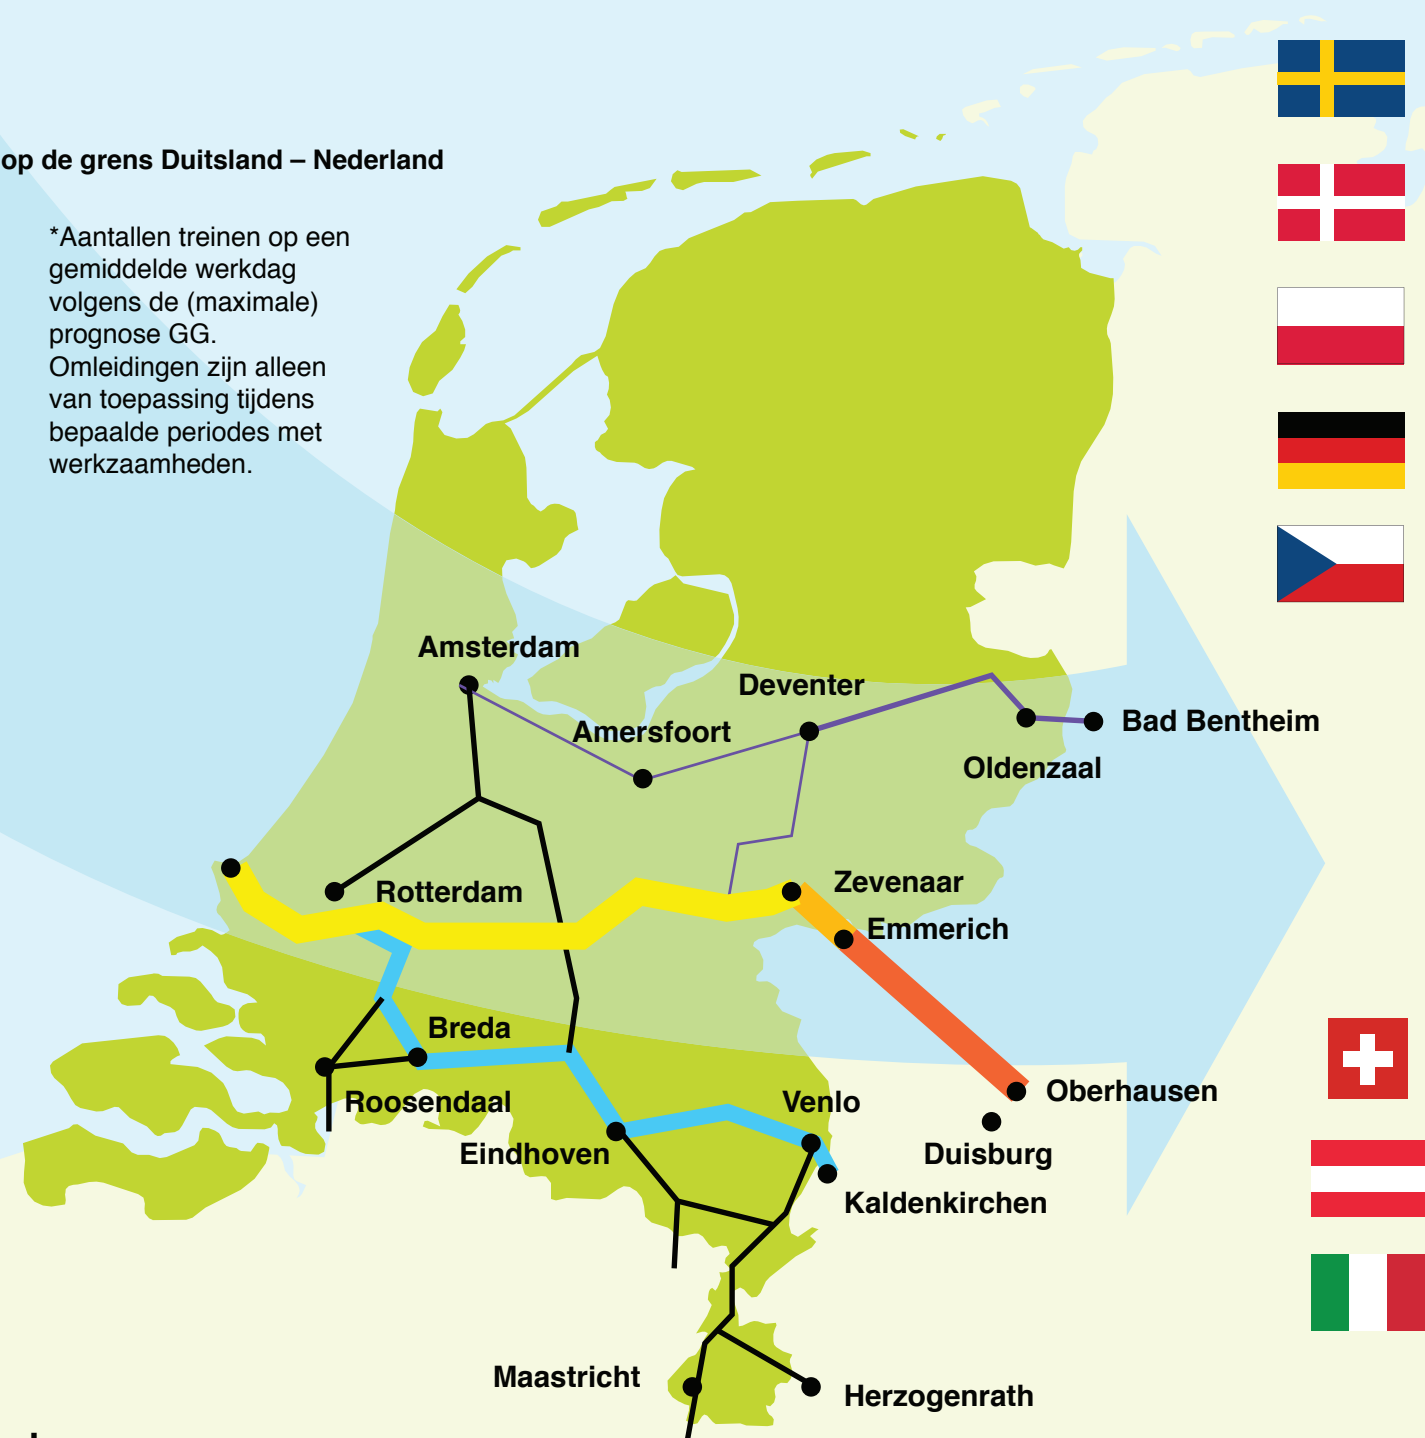 op de grens Duitsland – Nederland
*Aantallen treinen op een
gemiddelde werkdag
volgens de (maximale)
prognose GG.
Omleidingen zijn alleen
van toepassing tijdens
bepaalde periodes met
werkzaamheden.
Amsterdam
Deventer
Amersfoort
Bad Bentheim
Oldenzaal
Rotterdam
Zevenaar
Emmerich
Breda
Roosendaal
Venlo
Oberhausen
Eindhoven
Duisburg
Kaldenkirchen
Maastricht
Herzogenrath